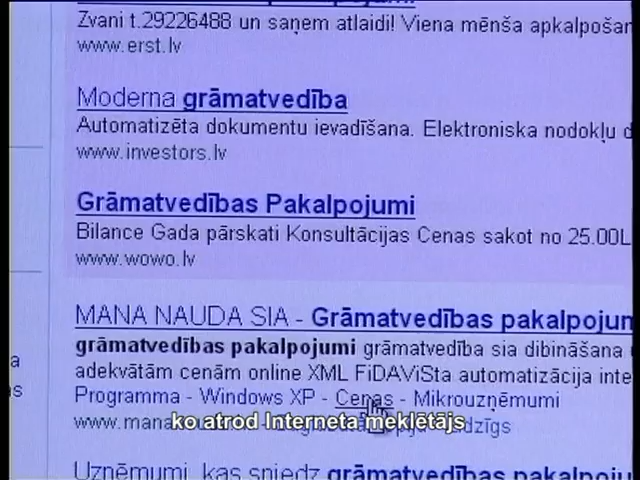 Zvani t.29226488 un saņem atlaidi! Viena mēnša apkalpošan
www.erst.lv
Moderna grāmatvedība
Automatizēta dokumentu ievadīšana. Elektroniska nodokļu d
www.investors.lv
Grāmatvedības Pakalpojumi
Bilance Gada pārskati Konsultācijas Cenas sakot no 25.00L
www.wowo.lv
MANA NAUDA SIA - Grāmatvedības pakalpojum
grāmatvedības pakalpojumi grāmatvedība sia dibināšana
adekvātām cenām online XML FiDAViSta automatizācija inte
Programma - Windows XP - Cenas - Mikrouzņēmumi
www.mana
ko atrod Interneta meklētājs
Uzņēmumi, kas sniedz grāmatvedības pakalpoju